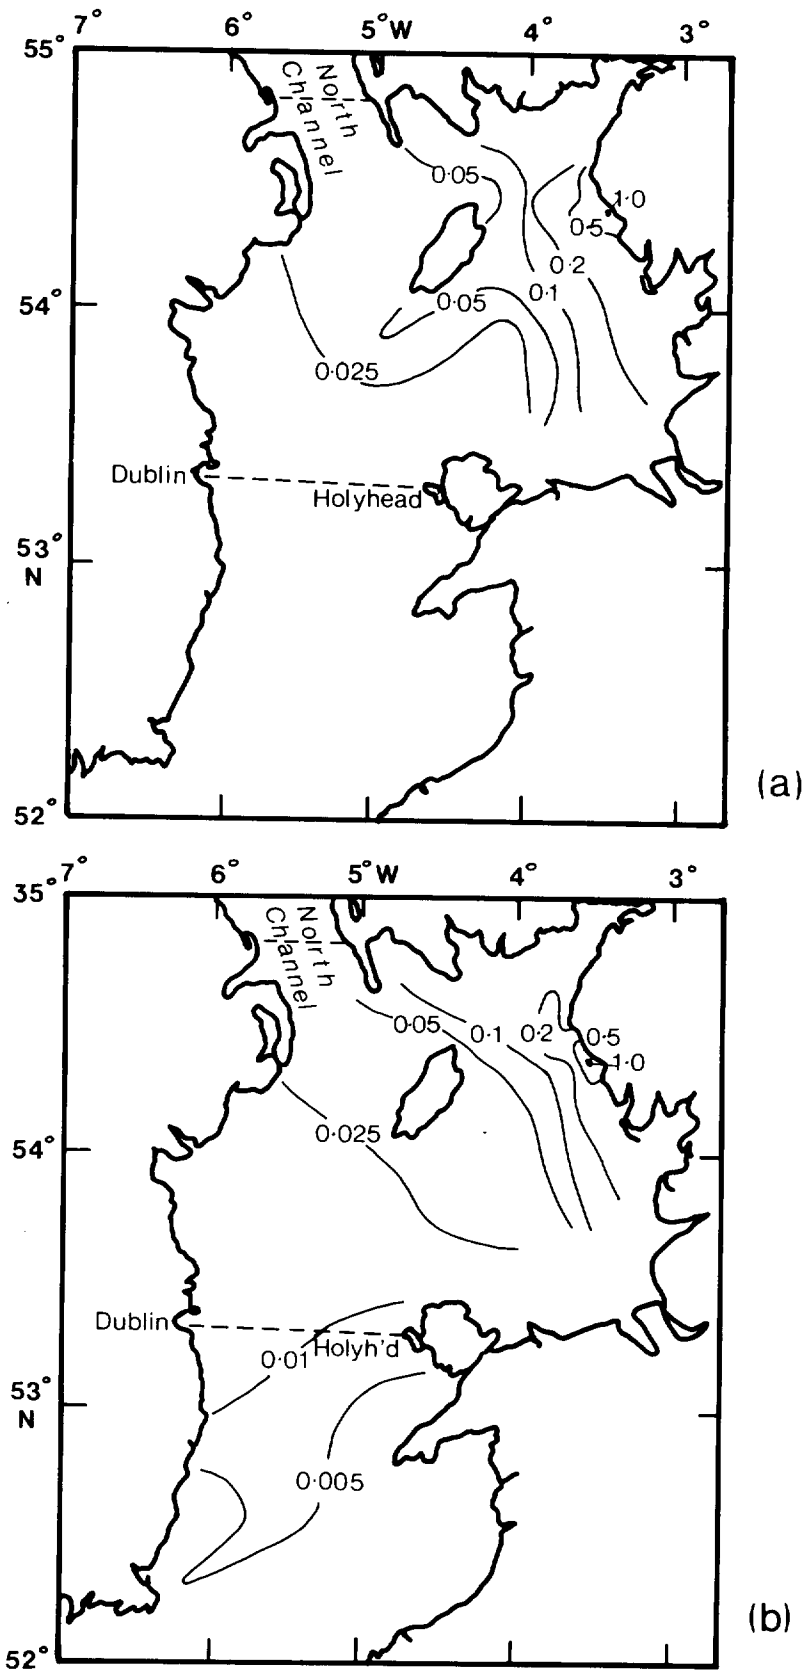 7° 6° 5°W 4° 3°
55°
North
Channel
0·05
1·0
0·5
0·2
0·1
54°
0·05
0·025
Dublin
Holyhead
53°
N
(a)
52°
7° 6° 5°W 4° 3°
35°
North
Channel
0·05 0·1 0·2 0·5
1·0
0·025
54°
Dublin
Holyh'd
0·01
53°
N
0·005
(b)
52°